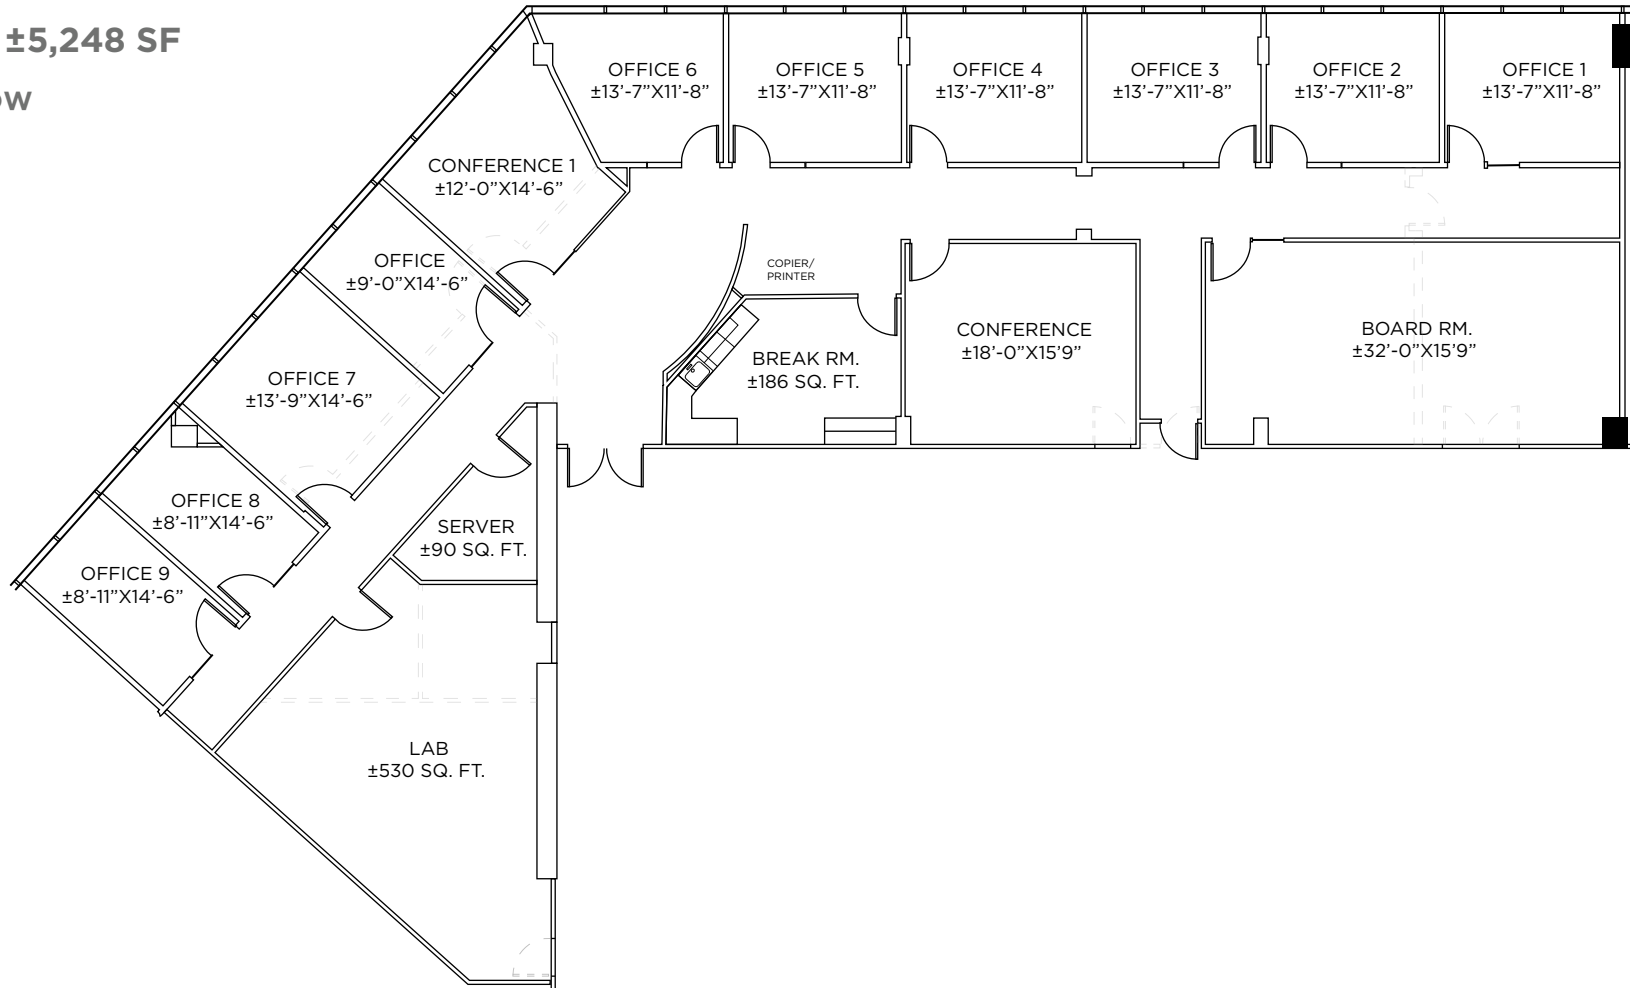 ±5,248 SF
ow
OFFICE 6
±13'-7”X11'-8”
OFFICE 5
±13'-7”X11'-8”
OFFICE 4
±13'-7”X11'-8”
OFFICE 3
±13'-7”X11'-8”
OFFICE 2
±13'-7”X11'-8”
OFFICE 1
±13'-7”X11'-8”
CONFERENCE 1
±12'-0”X14'-6”
OFFICE
±9'-0”X14'-6”
COPIER/
PRINTER
CONFERENCE
±18'-0”X15'9”
BOARD RM.
±32'-0”X15'9”
BREAK RM.
±186 SQ. FT.
OFFICE 7
±13'-9”X14'-6”
OFFICE 8
±8'-11”X14'-6”
SERVER
±90 SQ. FT.
OFFICE 9
±8'-11”X14'-6”
LAB
±530 SQ. FT.